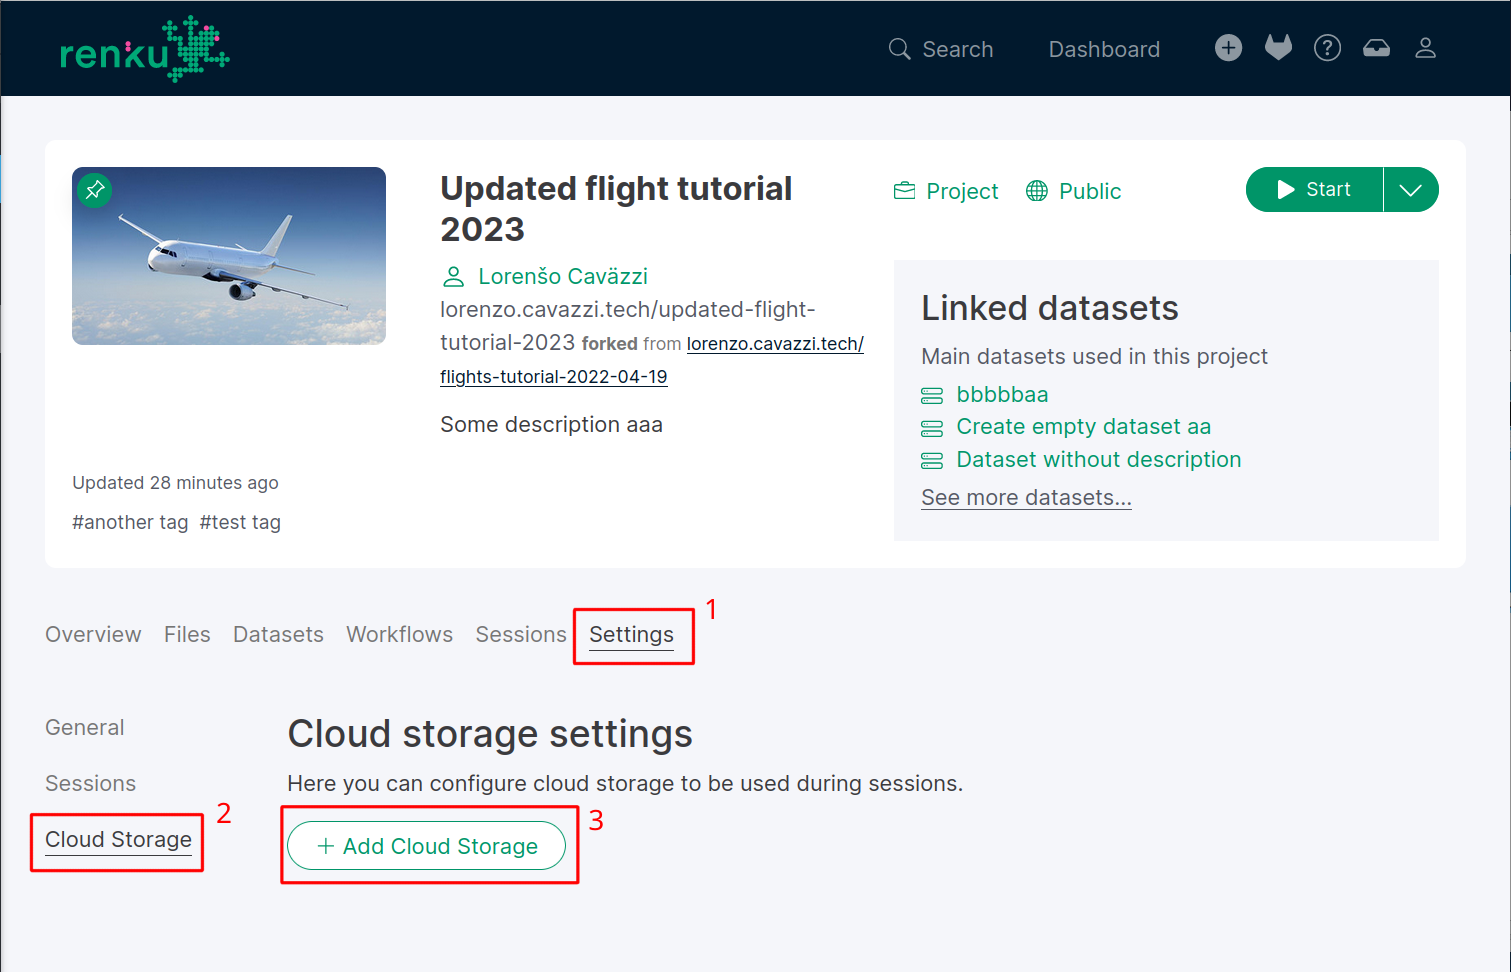 renku
Search
Dashboard
Updated flight tutorial
2023
Lorenšo Caväzzi
lorenzo.cavazzi.tech/updated-flight-
tutorial-2023 forked from lorenzo.cavazzi.tech/
flights-tutorial-2022-04-19
Some description aaa
Updated 28 minutes ago
#another tag #test tag
Project
Public
Start
Linked datasets
Main datasets used in this project
bbbbbaa
Create empty dataset aa
Dataset without description
See more datasets...
Overview Files Datasets Workflows Sessions Settings 1
General
Sessions
Cloud Storage 2
Cloud storage settings
Here you can configure cloud storage to be used during sessions.
+ Add Cloud Storage 3